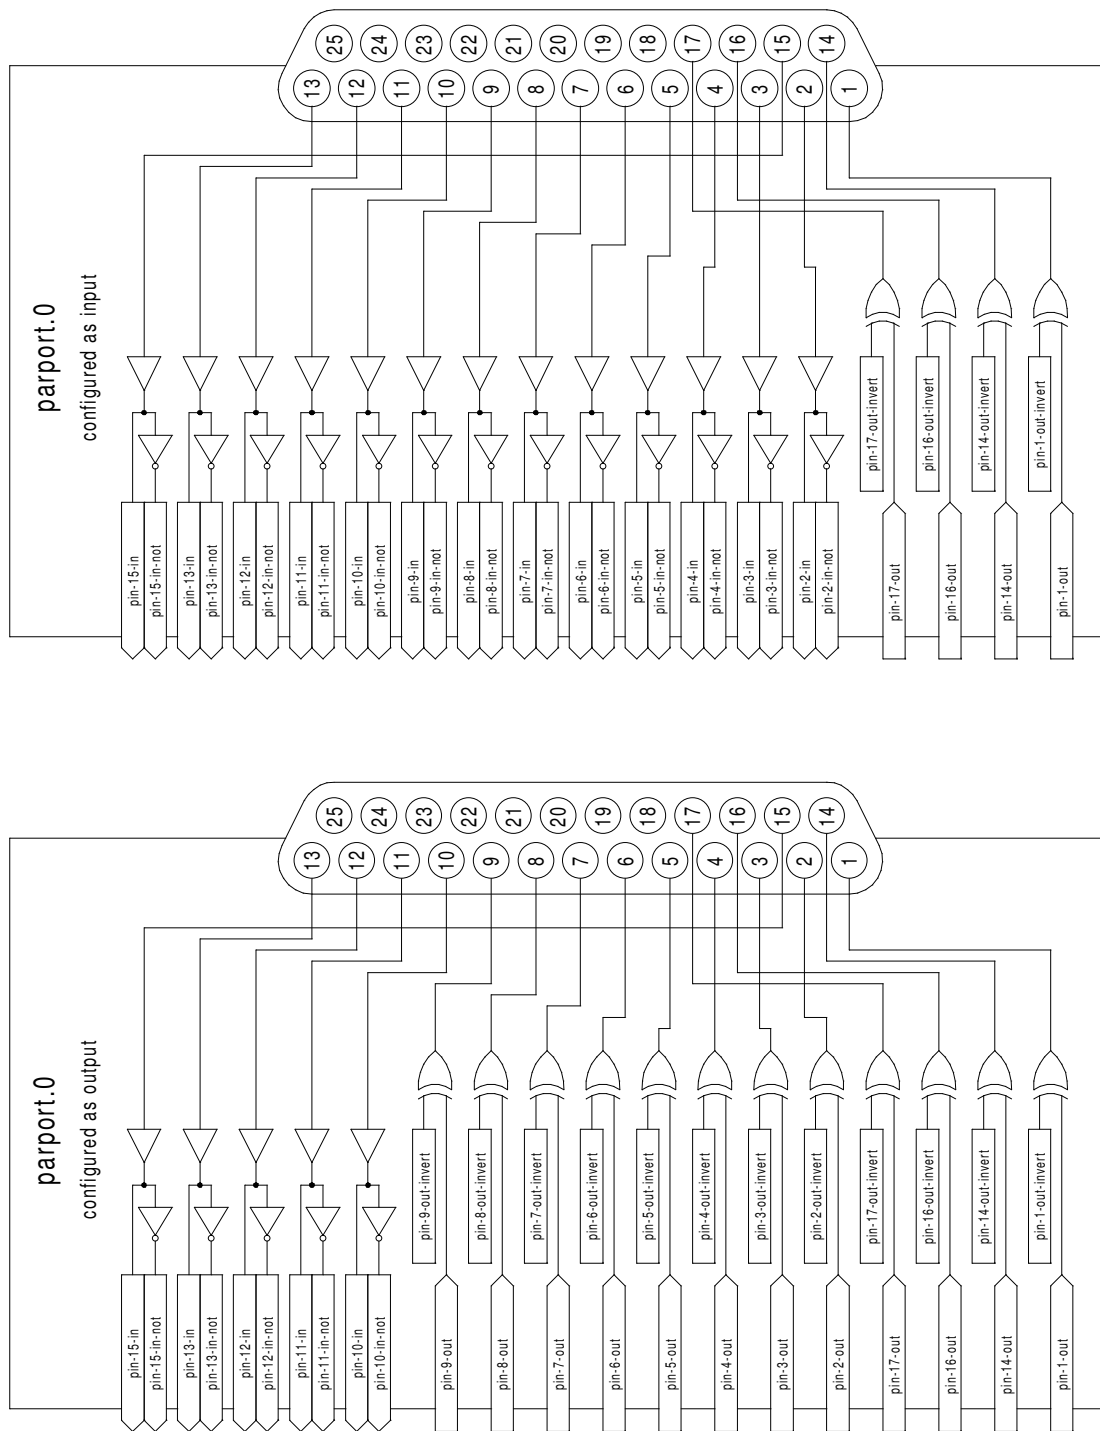 25 24 23 22 21 20 19 18 17 16 15 14
13 12 11 10 9 8 7 6 5 4 3 2 1
parport.0
configured as input
pin-15-in
pin-15-in-not
pin-13-in
pin-13-in-not
pin-12-in
pin-12-in-not
pin-11-in
pin-11-in-not
pin-10-in
pin-10-in-not
pin-9-in
pin-9-in-not
pin-8-in
pin-8-in-not
pin-7-in
pin-7-in-not
pin-6-in
pin-6-in-not
pin-5-in
pin-5-in-not
pin-4-in
pin-4-in-not
pin-3-in
pin-3-in-not
pin-2-in
pin-2-in-not
pin-17-out-invert
pin-17-out
pin-16-out-invert
pin-16-out
pin-14-out-invert
pin-14-out
pin-1-out-invert
pin-1-out
25 24 23 22 21 20 19 18 17 16 15 14
13 12 11 10 9 8 7 6 5 4 3 2 1
parport.0
configured as output
pin-15-in
pin-15-in-not
pin-13-in
pin-13-in-not
pin-12-in
pin-12-in-not
pin-11-in
pin-11-in-not
pin-10-in
pin-10-in-not
pin-9-out-invert
pin-9-out
pin-8-out-invert
pin-8-out
pin-7-out-invert
pin-7-out
pin-6-out-invert
pin-6-out
pin-5-out-invert
pin-5-out
pin-4-out-invert
pin-4-out
pin-3-out-invert
pin-3-out
pin-2-out-invert
pin-2-out
pin-17-out-invert
pin-17-out
pin-16-out-invert
pin-16-out
pin-14-out-invert
pin-14-out
pin-1-out-invert
pin-1-out